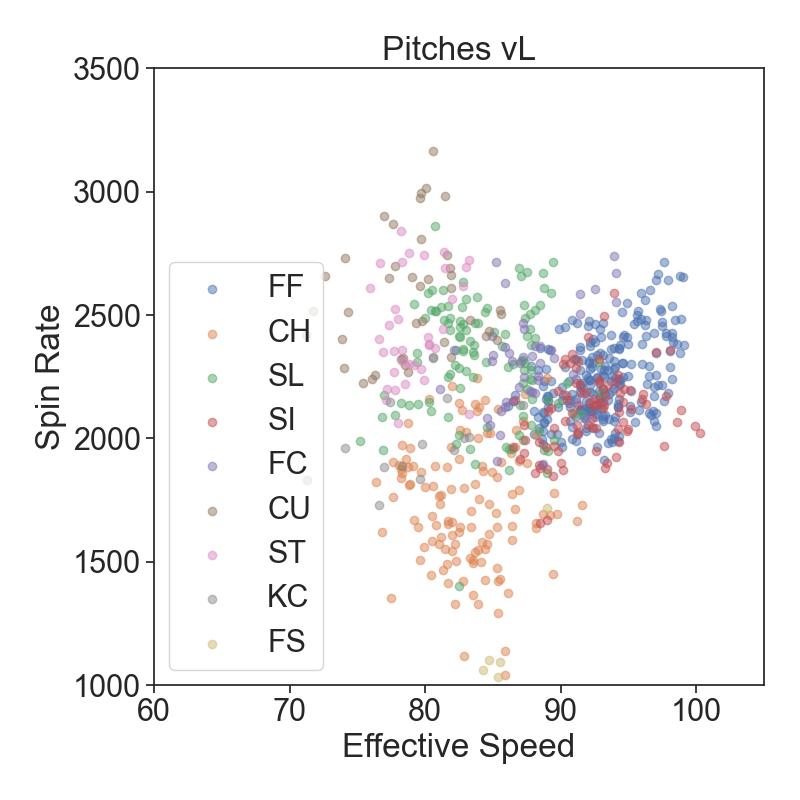 Pitches vL
3500
3000
2500
2000
1500
1000
Spin Rate
FF
CH
SL
SI
FC
CU
ST
KC
FS
60 70 80 90 100
Effective Speed